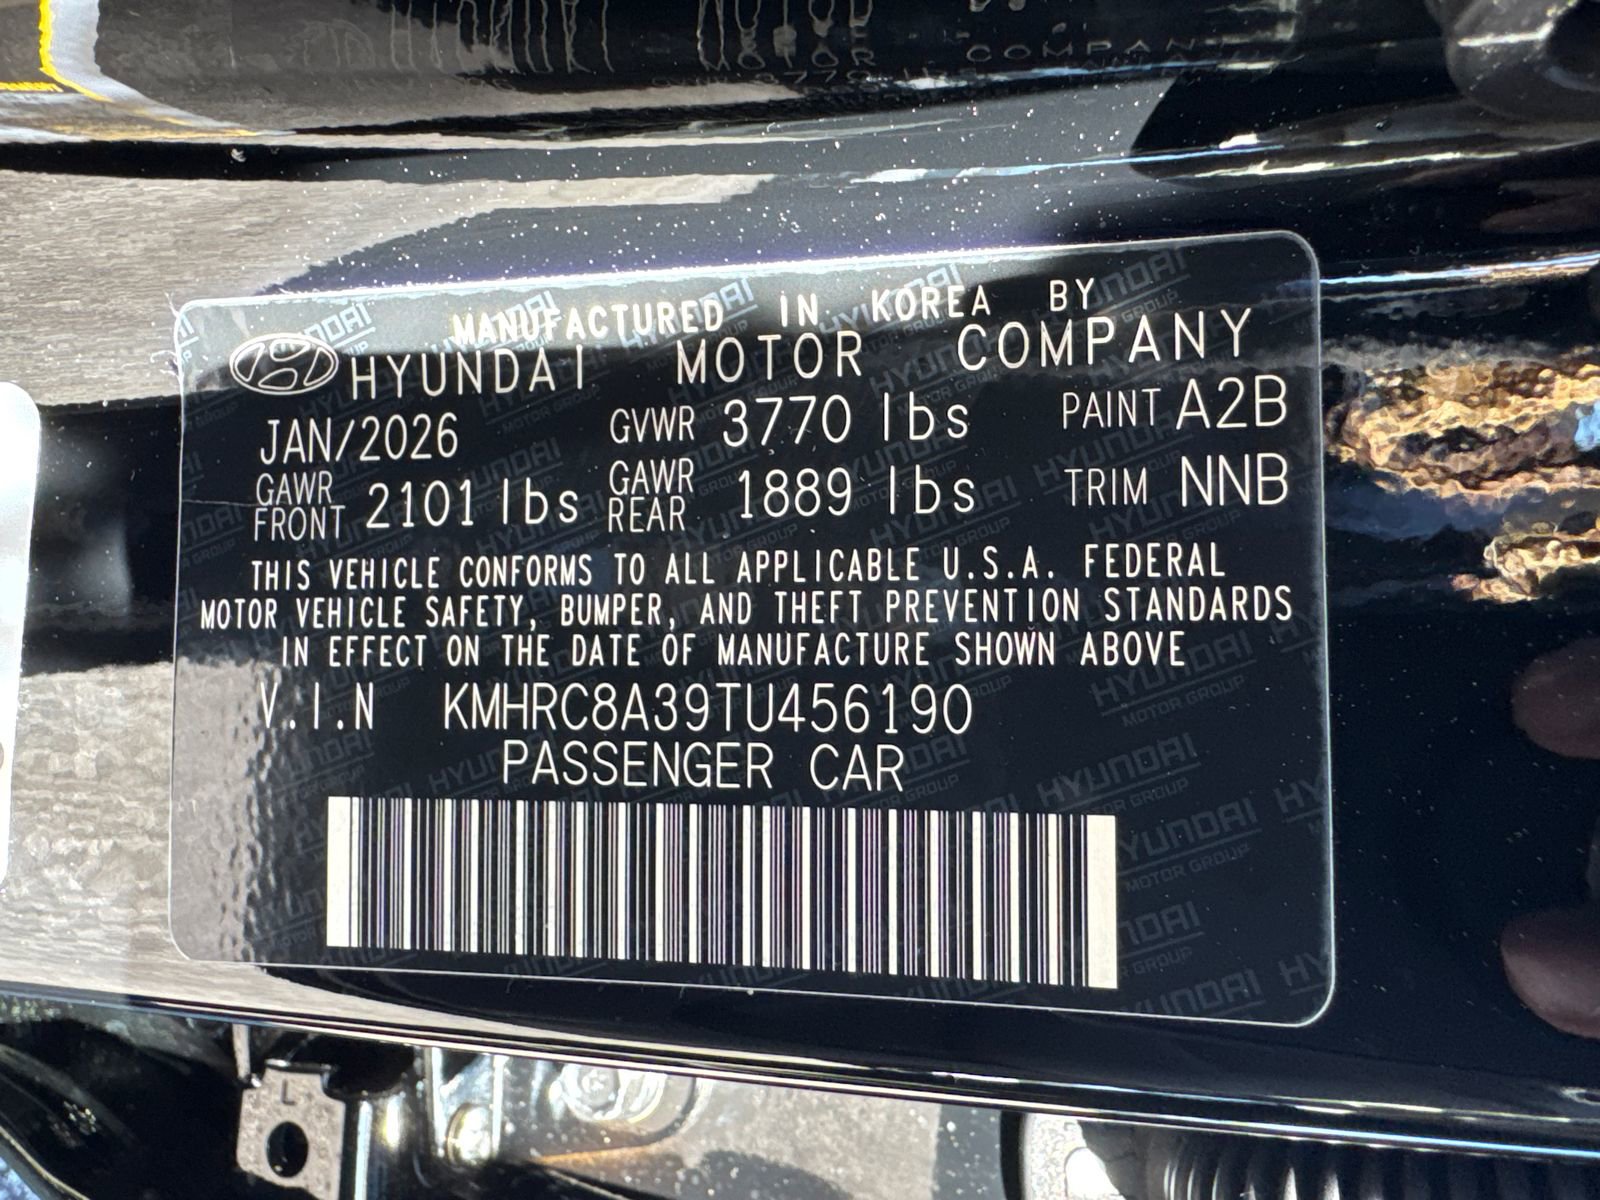 MANUFACTURED IN KOREA BY
HYUNDAI MOTOR COMPANY
JAN/2026 GVWR 3770 lbs PAINT A2B
GAWR FRONT 2101 lbs GAWR REAR 1889 lbs TRIM NNB
THIS VEHICLE CONFORMS TO ALL APPLICABLE U.S.A. FEDERAL
MOTOR VEHICLE SAFETY, BUMPER, AND THEFT PREVENTION STANDARDS
IN EFFECT ON THE DATE OF MANUFACTURE SHOWN ABOVE
V.I.N KMHRC8A39TU456190
PASSENGER CAR
L